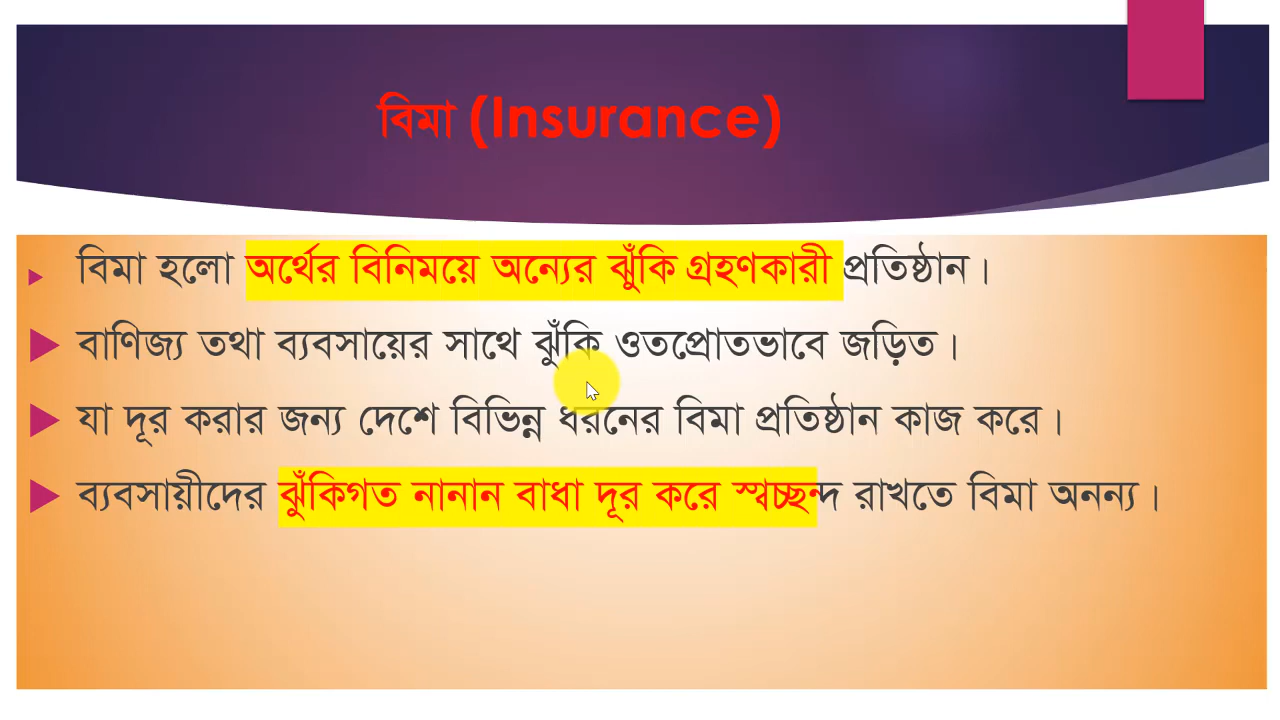 বিমা (Insurance)
বিমা হলো অর্থের বিনিময়ে অন্যের ঝুঁকি গ্রহণকারী প্রতিষ্ঠান।
বাণিজ্য তথা ব্যবসায়ের সাথে ঝুঁকি ওতপ্রোতভাবে জড়িত।
যা দূর করার জন্য দেশে বিভিন্ন ধরনের বিমা প্রতিষ্ঠান কাজ করে।
ব্যবসায়ীদের ঝুঁকিগত নানান বাধা দূর করে স্বচ্ছন্দ রাখতে বিমা অনন্য।